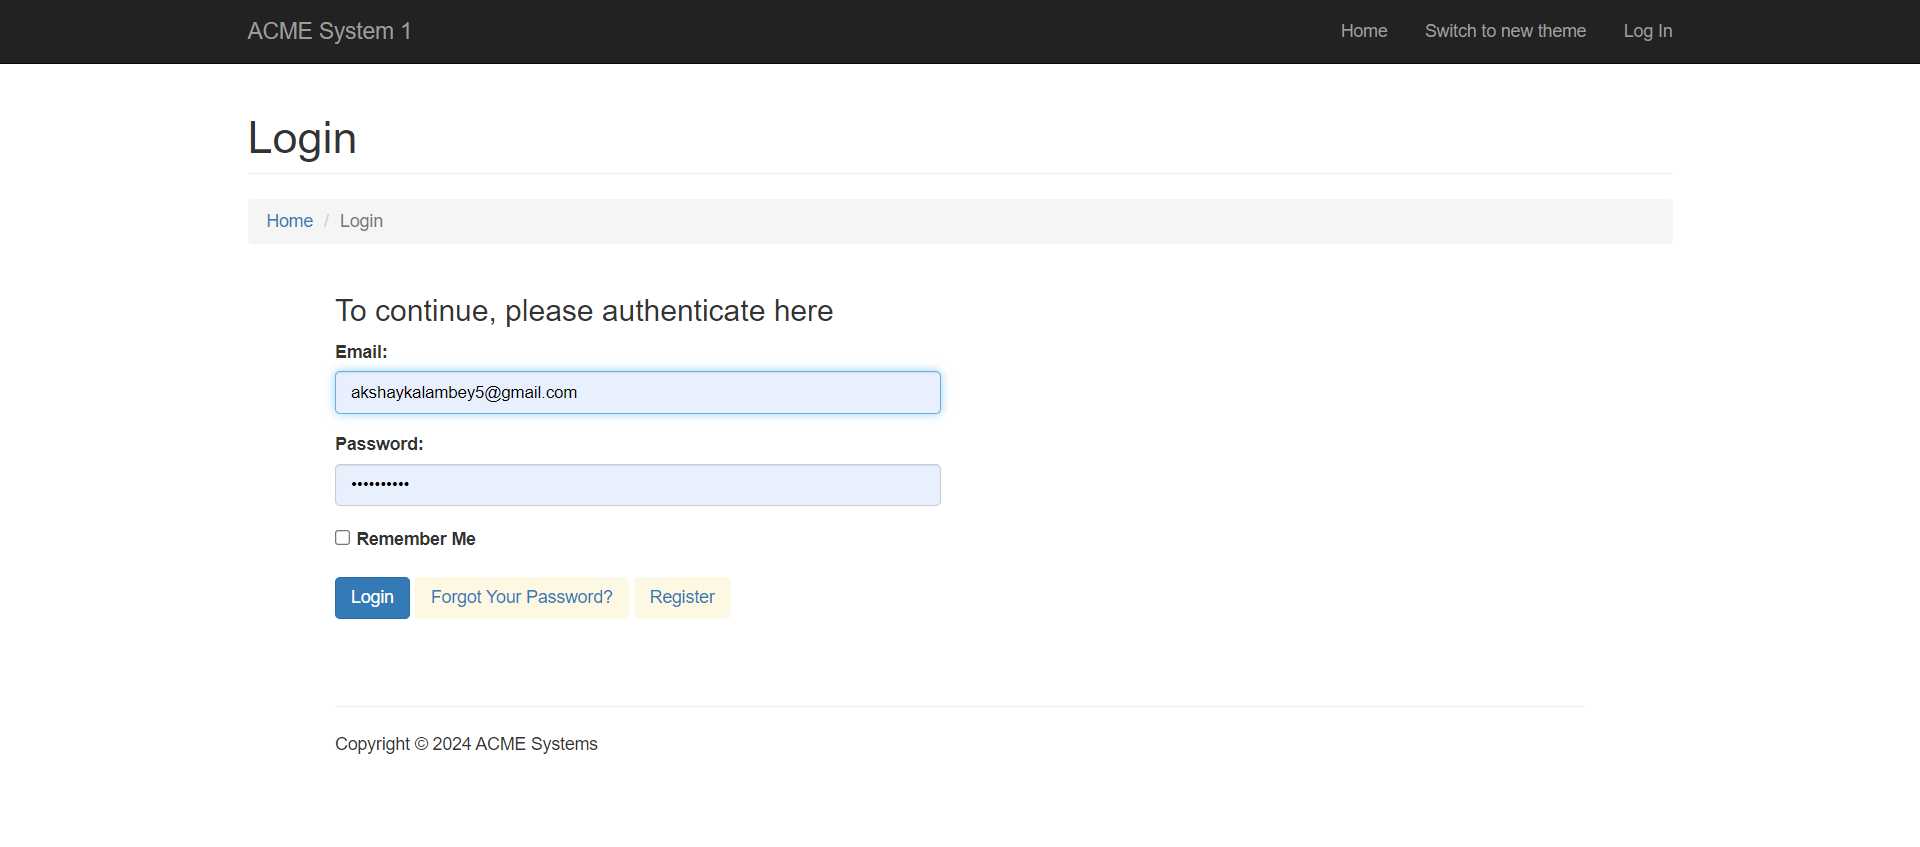 ACME System 1 Home Switch to new theme Log In
Login
Home / Login
To continue, please authenticate here
Email:
akshaykalambey5@gmail.com
Password:
••••••••••
Remember Me
Login Forgot Your Password? Register
Copyright © 2024 ACME Systems